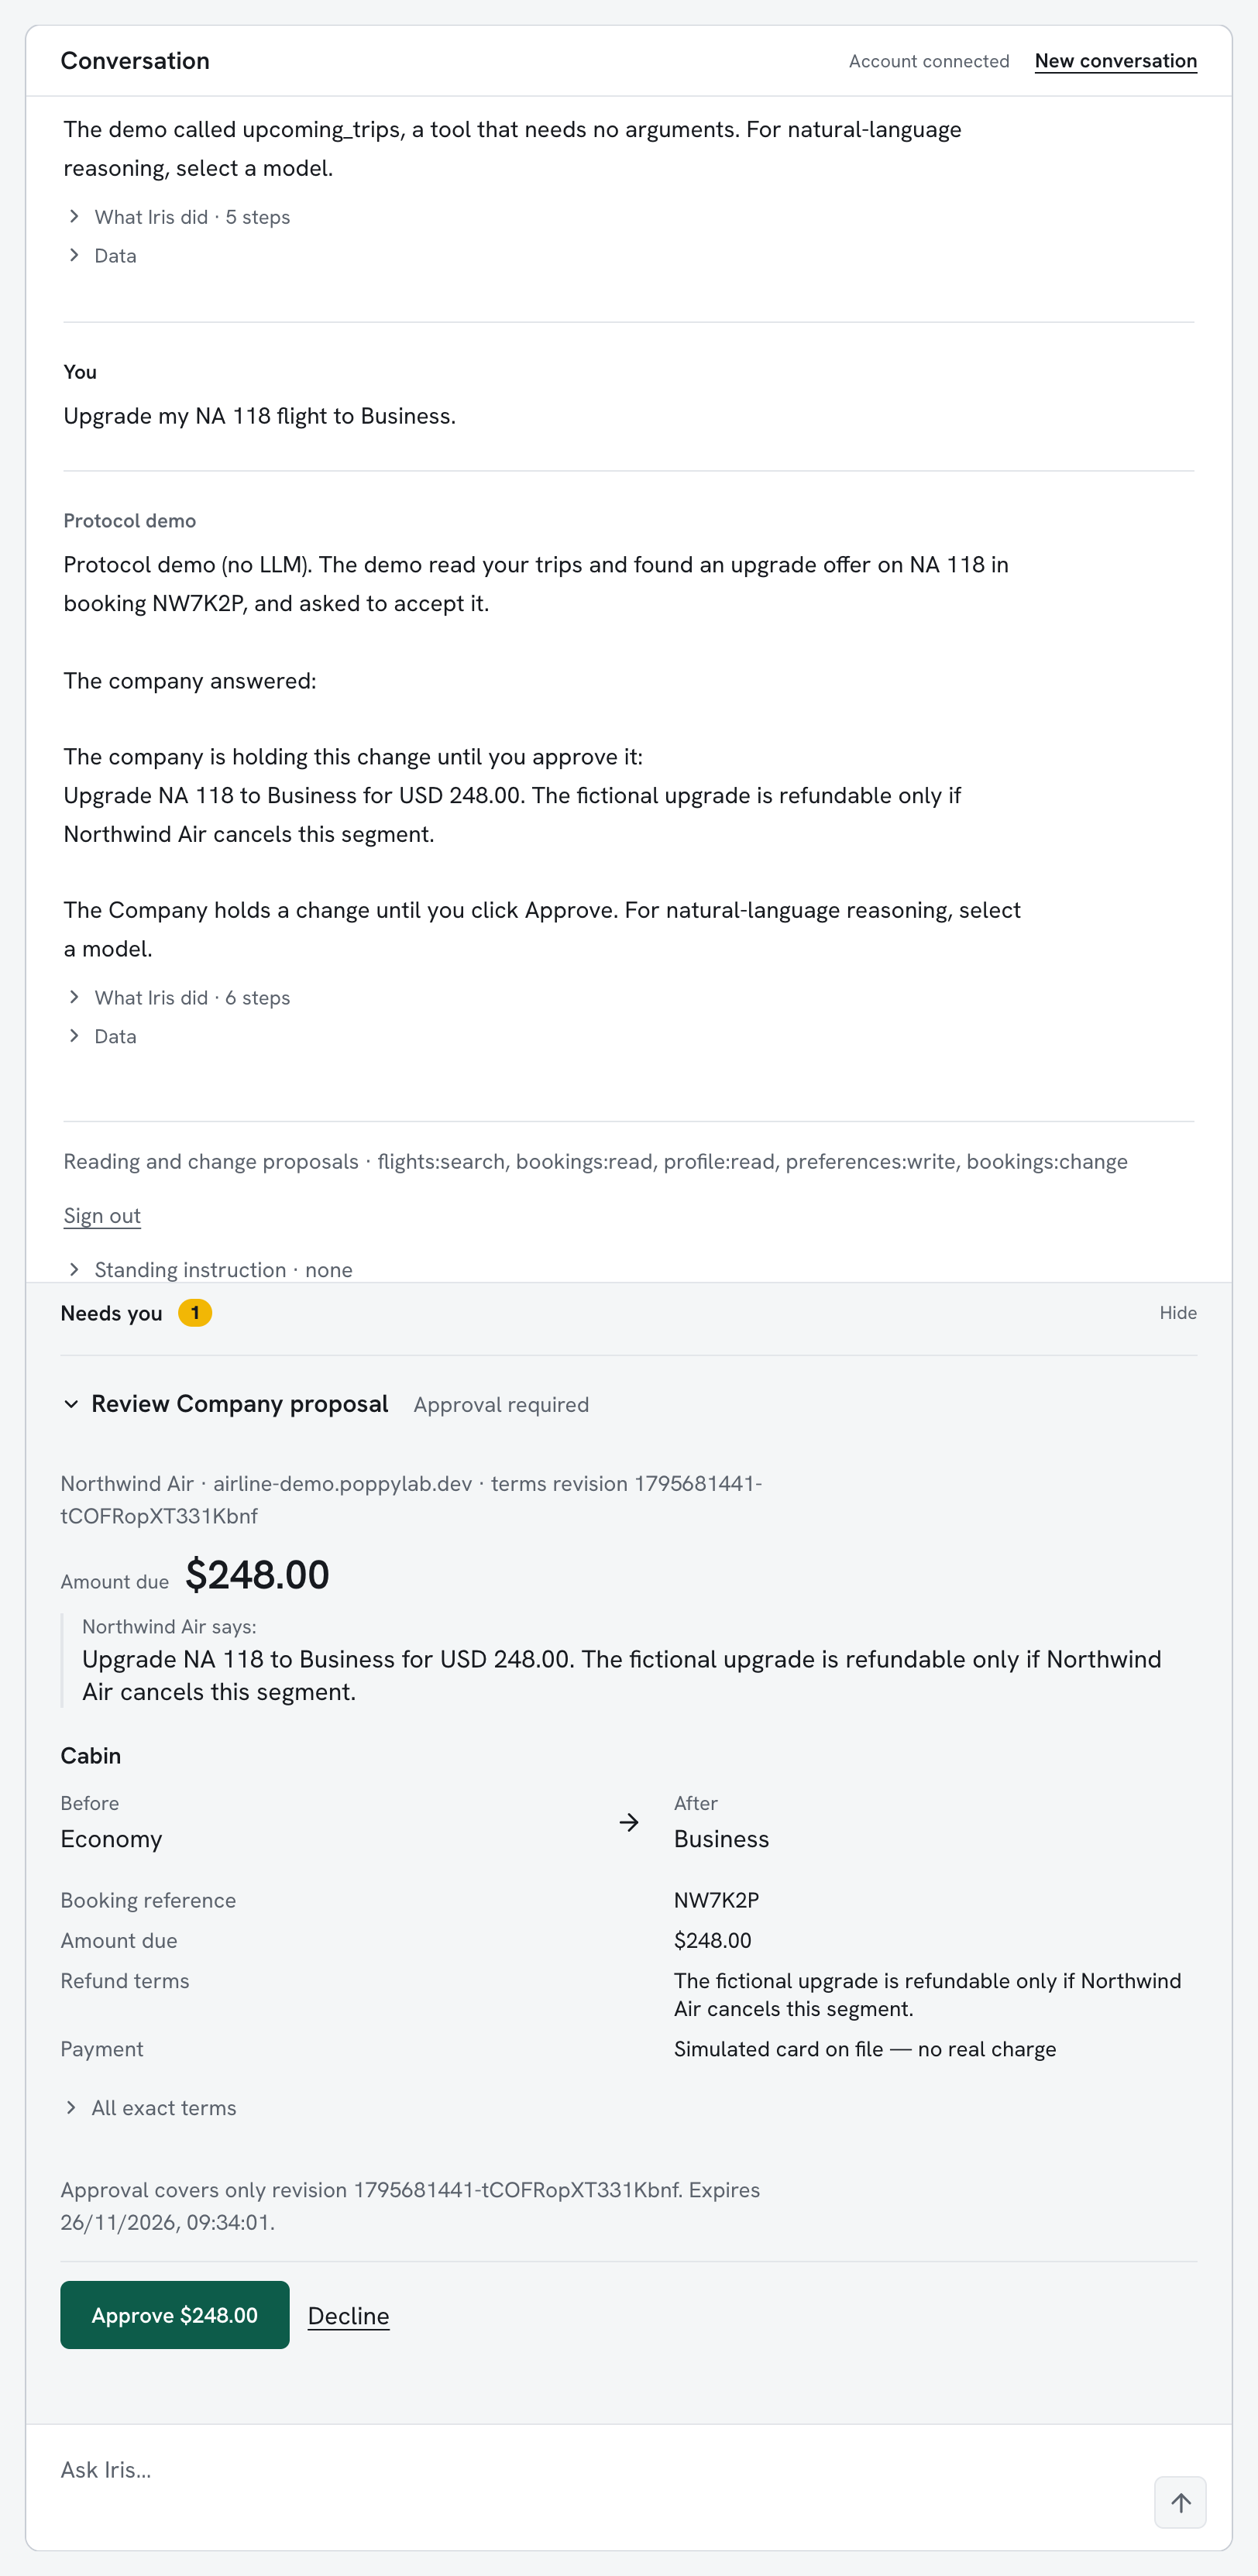 Conversation
Account connected
New conversation
The demo called upcoming_trips, a tool that needs no arguments. For natural-language
reasoning, select a model.
What Iris did · 5 steps
Data
You
Upgrade my NA 118 flight to Business.
Protocol demo
Protocol demo (no LLM). The demo read your trips and found an upgrade offer on NA 118 in
booking NW7K2P, and asked to accept it.
The company answered:
The company is holding this change until you approve it:
Upgrade NA 118 to Business for USD 248.00. The fictional upgrade is refundable only if
Northwind Air cancels this segment.
The Company holds a change until you click Approve. For natural-language reasoning, select
a model.
What Iris did · 6 steps
Data
Reading and change proposals · flights:search, bookings:read, profile:read, preferences:write, bookings:change
Sign out
Standing instruction · none
Needs you 1
Hide
Review Company proposal
Approval required
Northwind Air · airline-demo.poppylab.dev · terms revision 1795681441-
tCOFRopXT331Kbnf
Amount due $248.00
Northwind Air says:
Upgrade NA 118 to Business for USD 248.00. The fictional upgrade is refundable only if Northwind
Air cancels this segment.
Cabin
Before
After
Economy
Business
Booking reference
NW7K2P
Amount due
$248.00
Refund terms
The fictional upgrade is refundable only if Northwind
Air cancels this segment.
Payment
Simulated card on file — no real charge
All exact terms
Approval covers only revision 1795681441-tCOFRopXT331Kbnf. Expires
26/11/2026, 09:34:01.
Approve $248.00
Decline
Ask Iris…